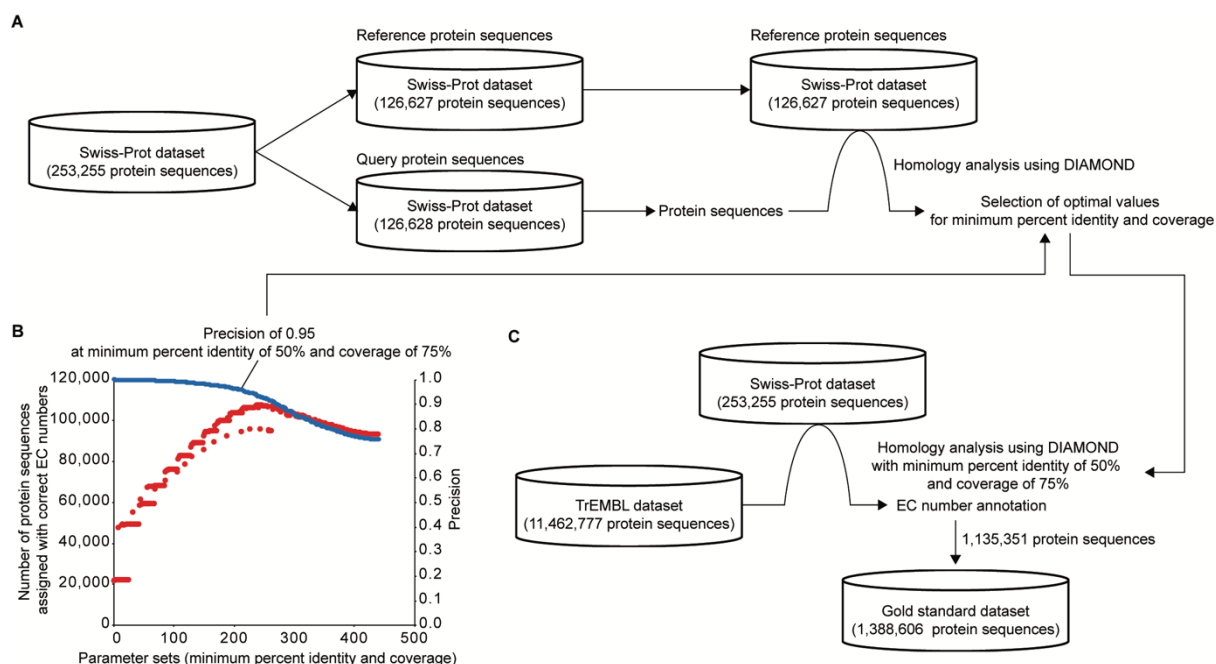 A
Reference protein sequences
Swiss-Prot dataset
(126,627 protein sequences)
Reference protein sequences
Swiss-Prot dataset
(126,627 protein sequences)
Swiss-Prot dataset
(253,255 protein sequences)
Query protein sequences
Swiss-Prot dataset
(126,628 protein sequences)
Protein sequences
Homology analysis using DIAMOND
Selection of optimal values
for minimum percent identity and coverage
B
Precision of 0.95
at minimum percent identity of 50% and coverage of 75%
Number of protein sequences
assigned with correct EC numbers
120,000
100,000
80,000
60,000
40,000
20,000
0
1.0
0.9
0.8
0.7
0.6
0.5
0.4
0.3
0.2
0.1
0.0
Precision
0
100
200
300
400
500
Parameter sets (minimum percent identity and coverage)
C
Swiss-Prot dataset
(253,255 protein sequences)
TrEMBL dataset
(11,462,777 protein sequences)
Homology analysis using DIAMOND
with minimum percent identity of 50%
and coverage of 75%
EC number annotation
1,135,351 protein sequences
Gold standard dataset
(1,388,606 protein sequences)